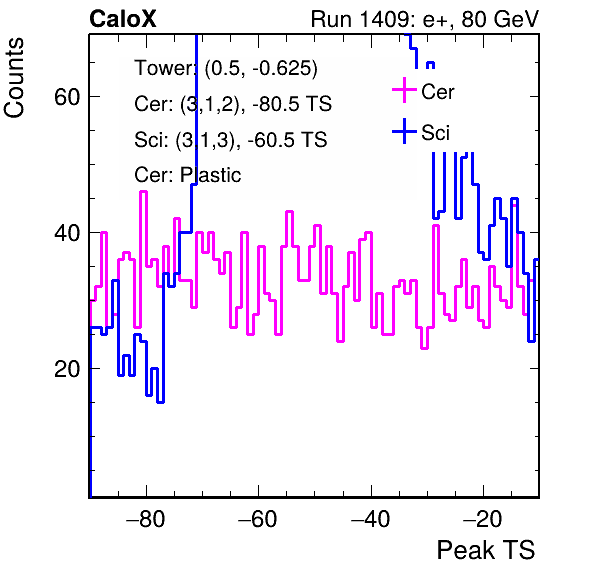 CaloX Run 1409: e+, 80 GeV
Counts
Tower: (0.5, -0.625)
Cer: (3,1,2), -80.5 TS
Sci: (3,1,3), -60.5 TS
Cer: Plastic
Cer
Sci
60
40
20
−80 −60 −40 −20
Peak TS